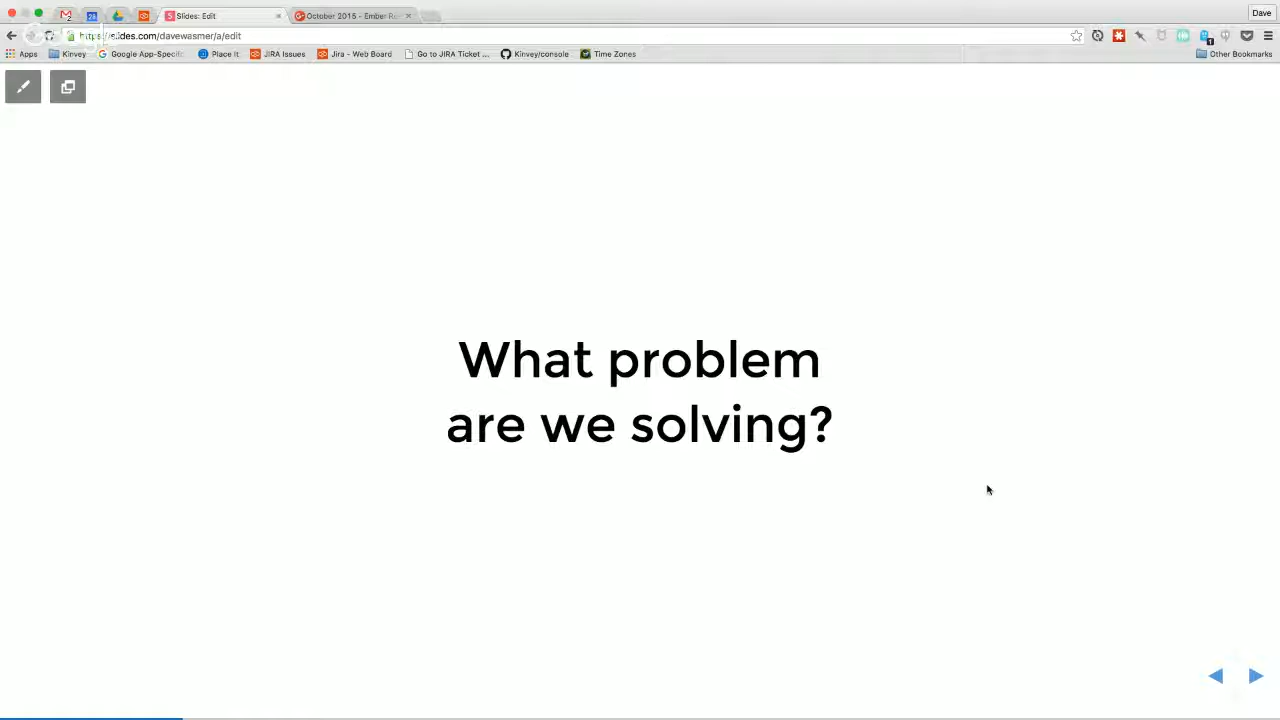 Slides: Edit
October 2015 - Ember R
Dave
https://slides.com/davewasmer/a/edit
Apps
Kinvey
Google App-Specific
Place It
JIRA Issues
Jira - Web Board
Go to JIRA Ticket ...
Kinvey/console
Time Zones
Other Bookmarks
What problem
are we solving?